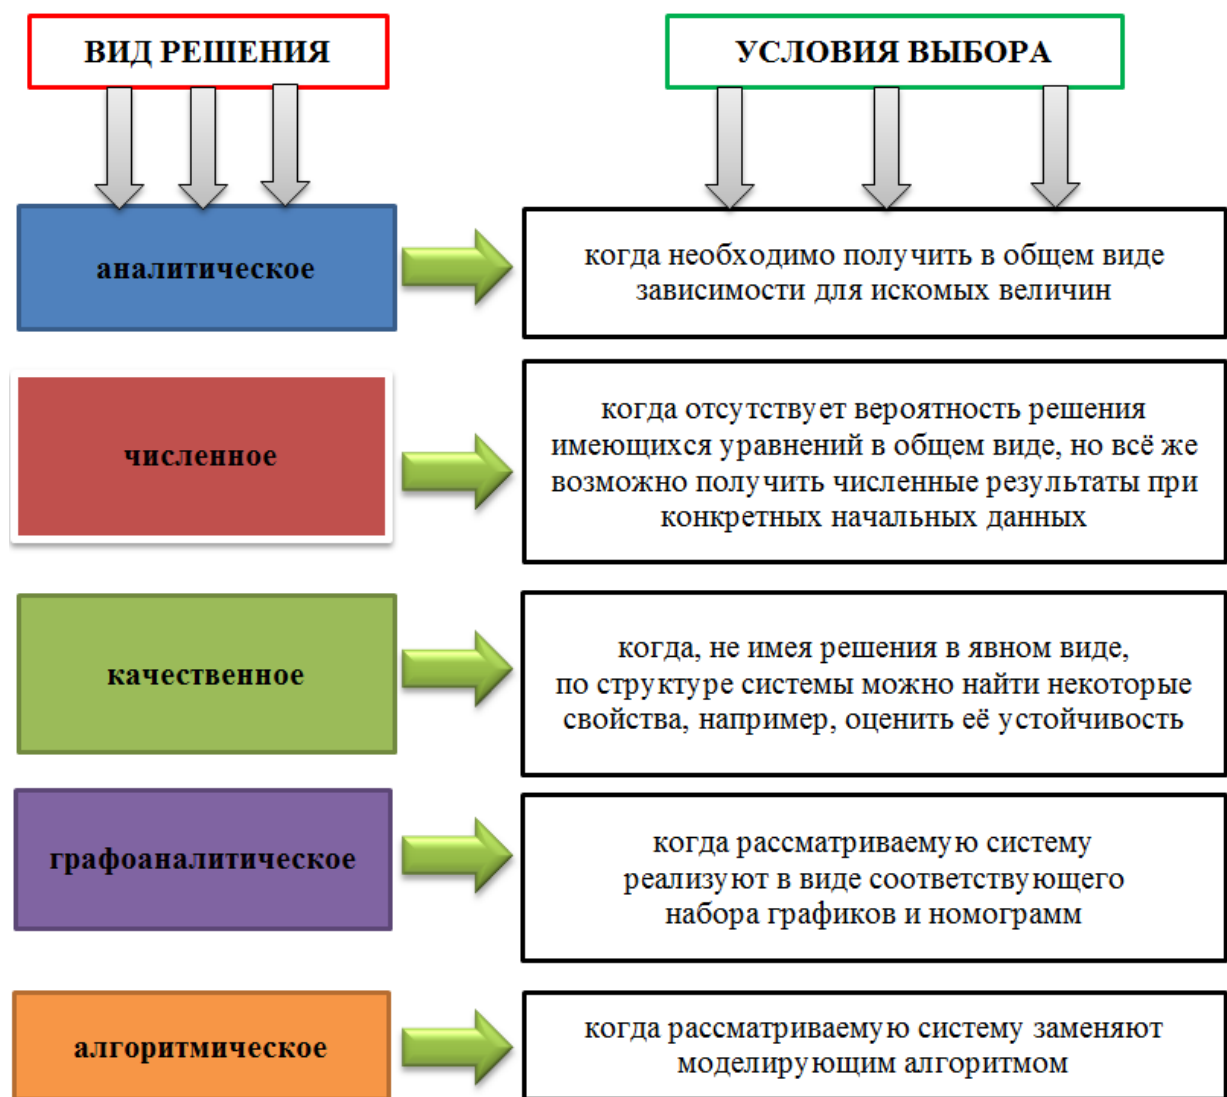 ВИД РЕШЕНИЯ
УСЛОВИЯ ВЫБОРА
аналитическое
когда необходимо получить в общем виде
зависимости для искомых величин
численное
когда отсутствует вероятность решения
имеющихся уравнений в общем виде, но всё же
возможно получить численные результаты при
конкретных начальных данных
качественное
когда, не имея решения в явном виде,
по структуре системы можно найти некоторые
свойства, например, оценить её устойчивость
графоаналитическое
когда рассматриваемую систему
реализуют в виде соответствующего
набора графиков и номограмм
алгоритмическое
когда рассматриваемую систему заменяют
моделирующим алгоритмом